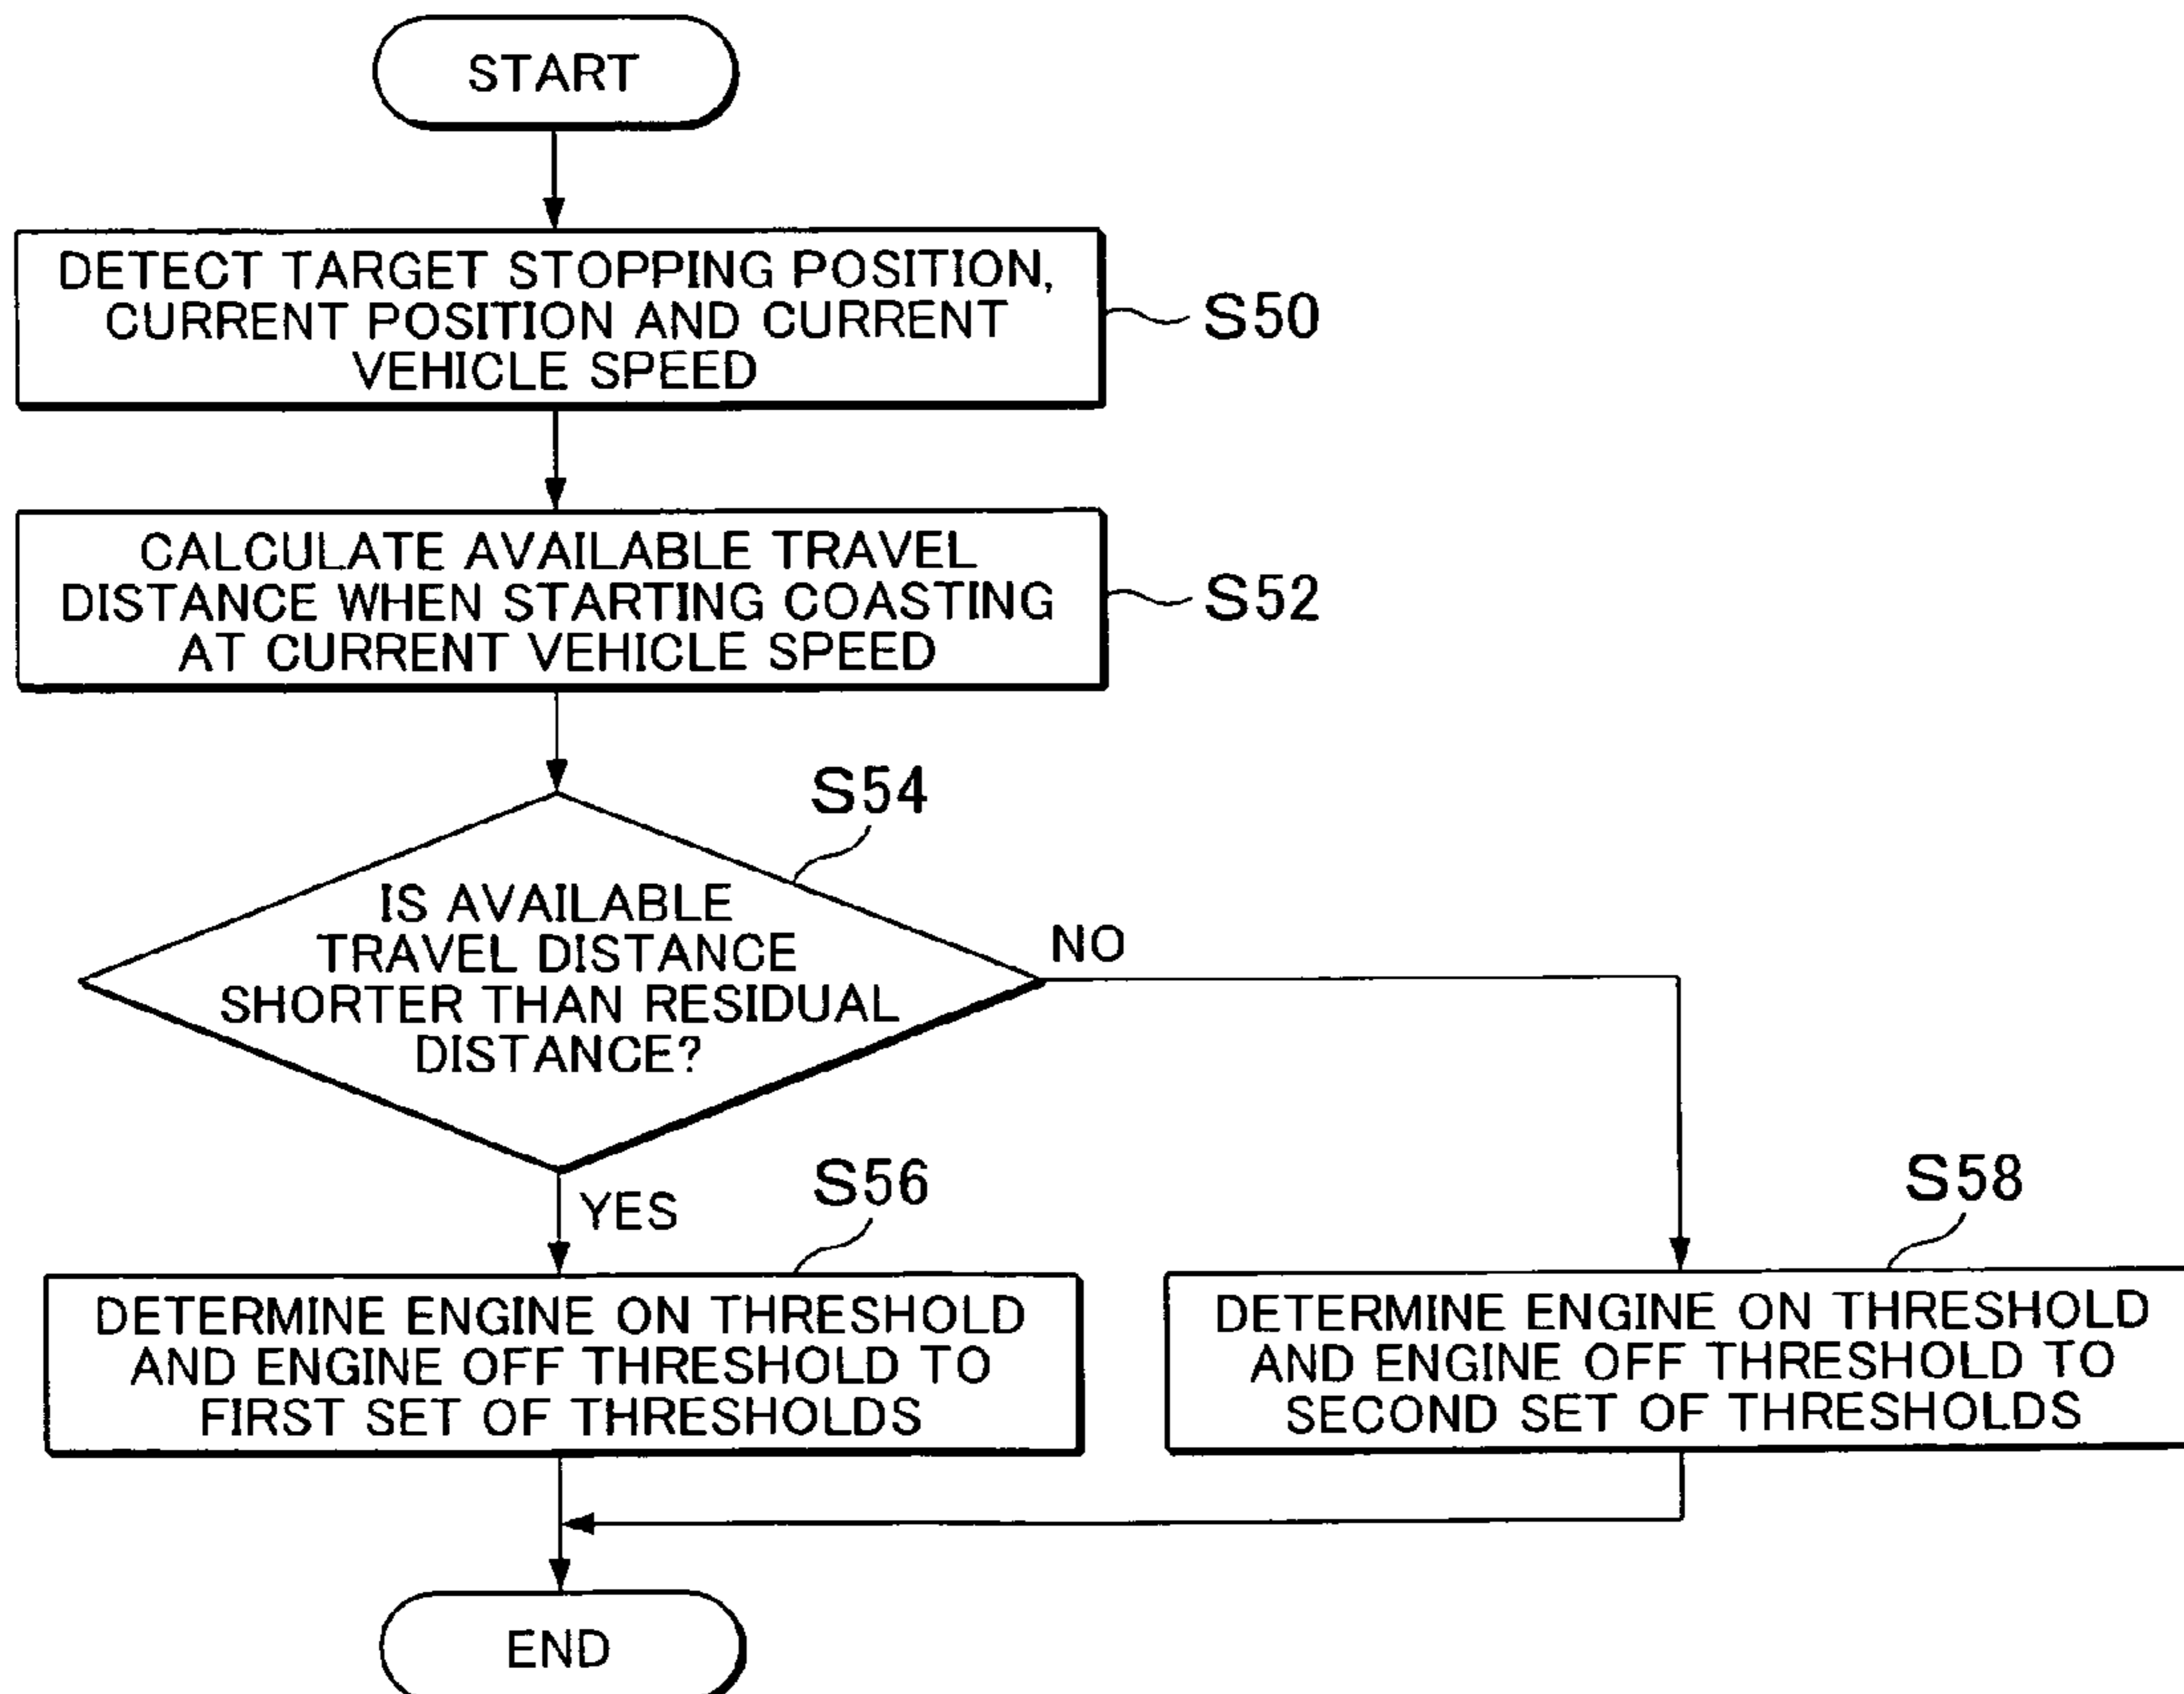 START
DETECT TARGET STOPPING POSITION,
CURRENT POSITION AND CURRENT
VEHICLE SPEED
S50
CALCULATE AVAILABLE TRAVEL
DISTANCE WHEN STARTING COASTING
AT CURRENT VEHICLE SPEED
S52
S54
IS AVAILABLE
TRAVEL DISTANCE
SHORTER THAN RESIDUAL
DISTANCE?
NO
YES
S56
DETERMINE ENGINE ON THRESHOLD
AND ENGINE OFF THRESHOLD TO
FIRST SET OF THRESHOLDS
S58
DETERMINE ENGINE ON THRESHOLD
AND ENGINE OFF THRESHOLD TO
SECOND SET OF THRESHOLDS
END